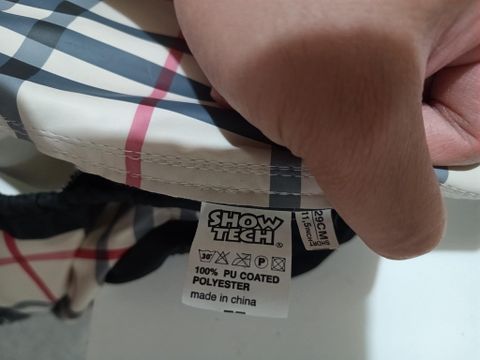 SHOW
TECH®
30° P
100% PU COATED
POLYESTER
made in china
29CM
11,5INCH